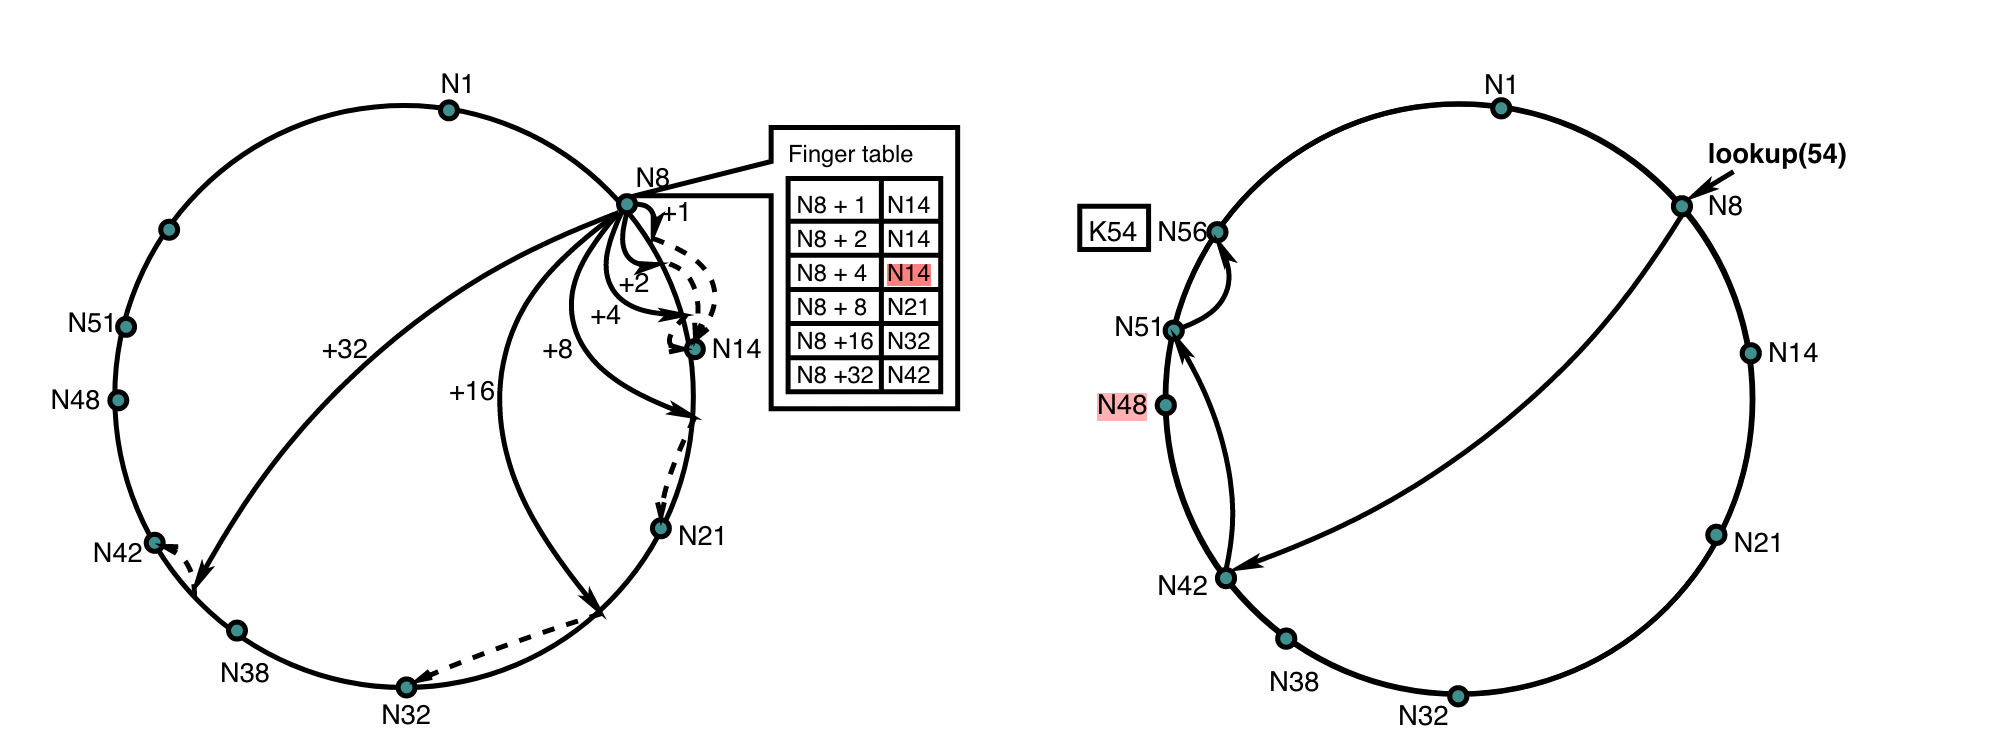 N1
N8
Finger table
N8 + 1 N14
N8 + 2 N14
N8 + 4 N14
N8 + 8 N21
N8 +16 N32
N8 +32 N42
+1
+2
+4
+8
+16
+32
N14
N21
N32
N38
N42
N48
N51
N1
lookup(54)
N8
K54 N56
N51
N14
N48
N21
N42
N38
N32